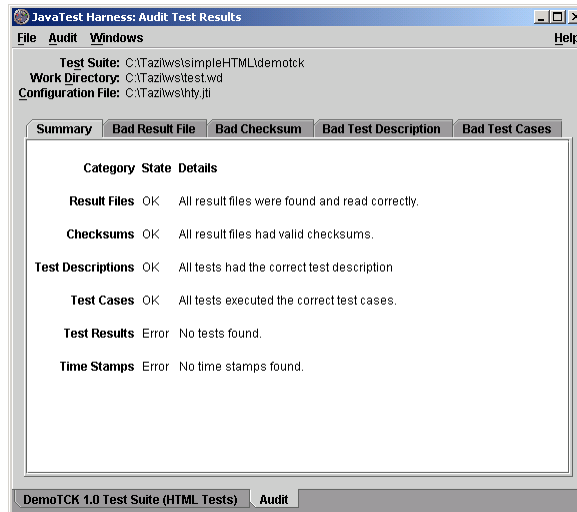 JavaTest Harness: Audit Test Results
File Audit Windows Help
Test Suite: C:\Tazi\ws\simpleHTML\demotck
Work Directory: C:\Tazi\ws\test.wd
Configuration File: C:\Tazi\ws\hty.jti
Summary Bad Result File Bad Checksum Bad Test Description Bad Test Cases
Category State Details
Result Files OK All result files were found and read correctly.
Checksums OK All result files had valid checksums.
Test Descriptions OK All tests had the correct test description
Test Cases OK All tests executed the correct test cases.
Test Results Error No tests found.
Time Stamps Error No time stamps found.
DemoTCK 1.0 Test Suite (HTML Tests) Audit